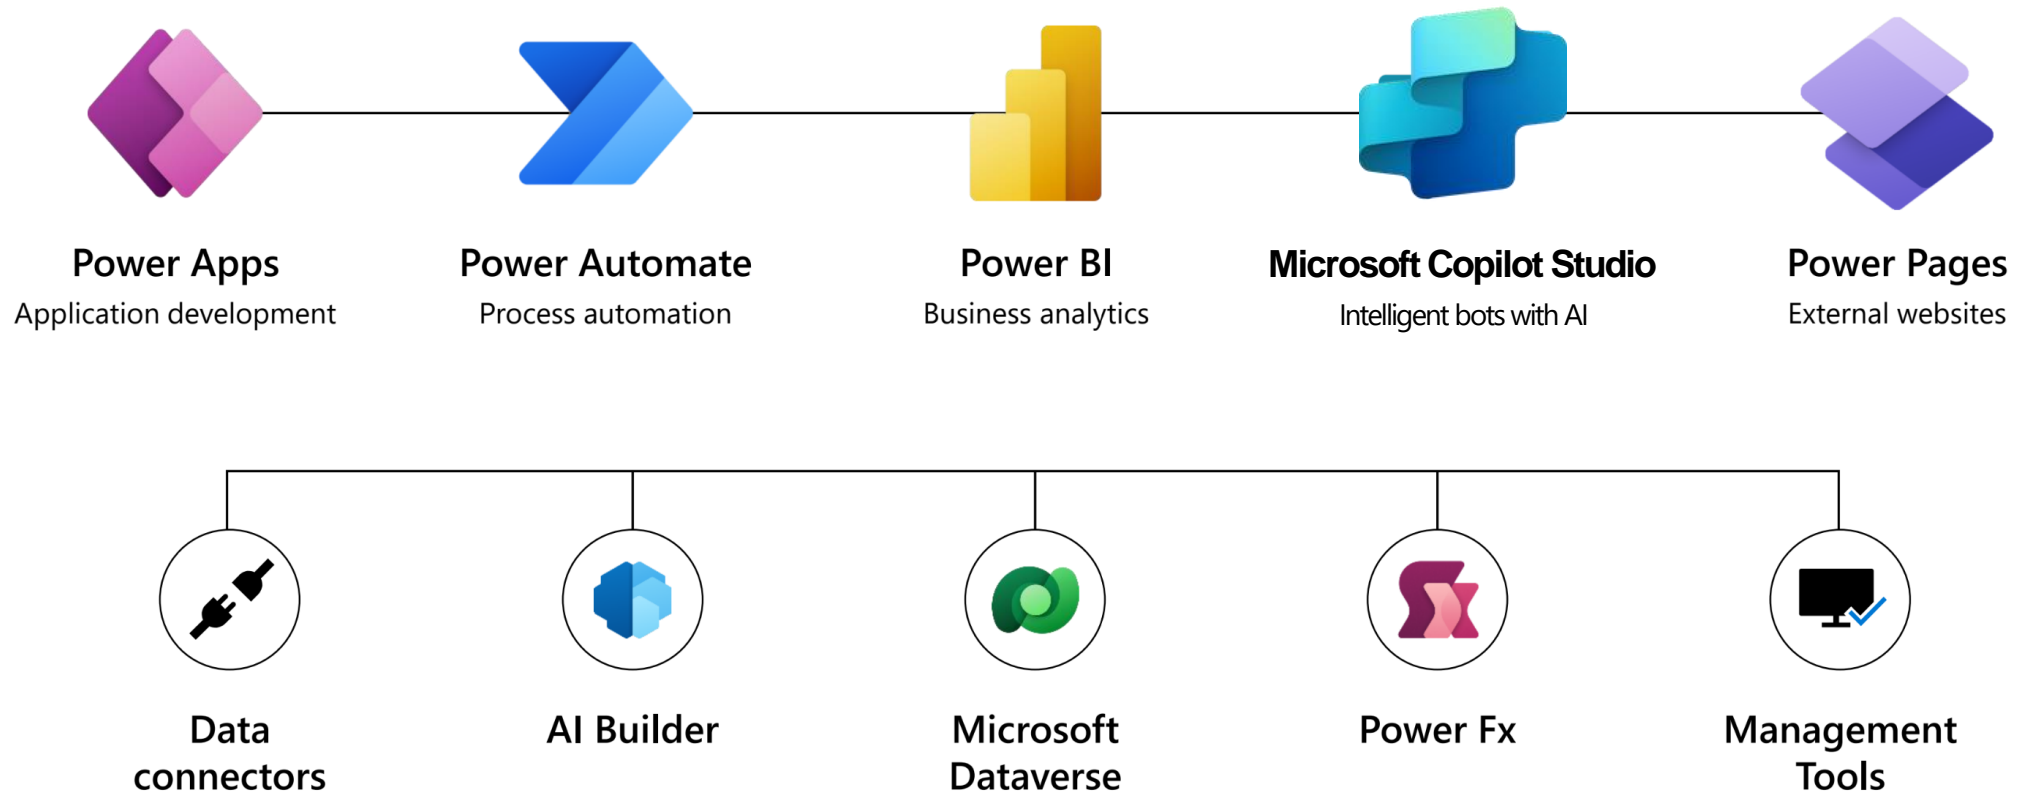 Power Apps
Application development
Power Automate
Process automation
Power BI
Business analytics
Microsoft Copilot Studio
Intelligent bots with AI
Power Pages
External websites
Data
connectors
AI Builder
Microsoft
Dataverse
Power Fx
Management
Tools